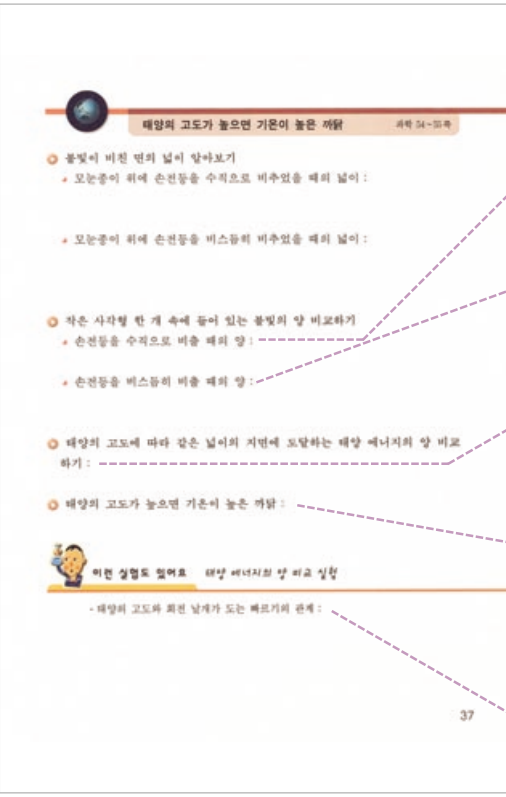 태양의 고도가 높으면 기온이 높은 까닭 과학 54~55쪽
불빛이 비친 면의 넓이 알아보기
모눈종이 위에 손전등을 수직으로 비추었을 때의 넓이 :
모눈종이 위에 손전등을 비스듬히 비추었을 때의 넓이 :
작은 사각형 한 개 속에 들어 있는 불빛의 양 비교하기
손전등을 수직으로 비출 때의 양 :
손전등을 비스듬히 비출 때의 양 :
태양의 고도에 따라 같은 넓이의 지면에 도달하는 태양 에너지의 양 비교
하기 :
태양의 고도가 높으면 기온이 높은 까닭 :
이런 실험도 있어요 태양 에너지의 양 비교 실험
- 태양의 고도와 회전 날개가 도는 빠르기의 관계 :
37